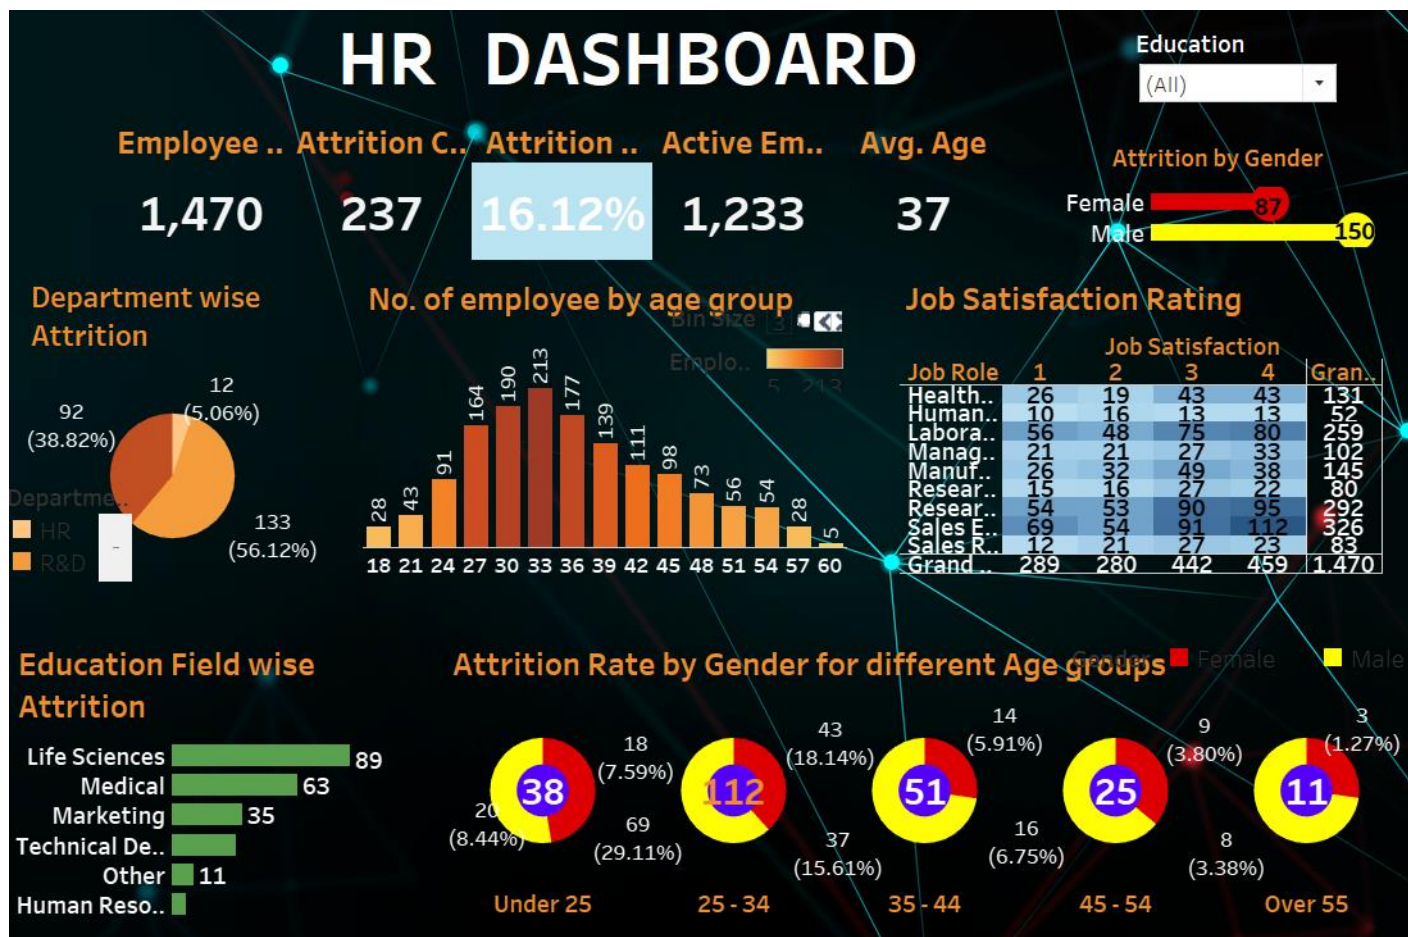 HR DASHBOARD
Education
(All)
Employee .. Attrition C.. Attrition .. Active Em.. Avg. Age
1,470 237 16.12% 1,233 37
Attrition by Gender
Female 87
Male 150
Department wise
Attrition
12
(5.06%)
92
(38.82%)
133
(56.12%)
Departme..
HR
R&D
No. of employee by age group
Bin Size 3
Emplo..
5 213
28 43 91 164 190 213 177 139 111 98 73 56 54 28 5
18 21 24 27 30 33 36 39 42 45 48 51 54 57 60
Job Satisfaction Rating
Job Satisfaction
Job Role 1 2 3 4 Gran..
Health.. 26 19 43 43 131
Human.. 10 16 13 13 52
Labora.. 56 48 75 80 259
Manag.. 21 21 27 33 102
Manuf.. 26 32 49 38 145
Resear.. 15 16 27 22 80
Resear.. 54 53 90 95 292
Sales E.. 69 54 91 112 326
Sales R.. 12 21 27 23 83
Grand .. 289 280 442 459 1,470
Education Field wise
Attrition
Life Sciences 89
Medical 63
Marketing 35
Technical De..
Other 11
Human Reso..
Attrition Rate by Gender for different Age groups
Gender Female Male
38
18
(7.59%)
20
(8.44%)
Under 25
112
43
(18.14%)
69
(29.11%)
25 - 34
51
14
(5.91%)
37
(15.61%)
35 - 44
25
9
(3.80%)
16
(6.75%)
45 - 54
11
3
(1.27%)
8
(3.38%)
Over 55